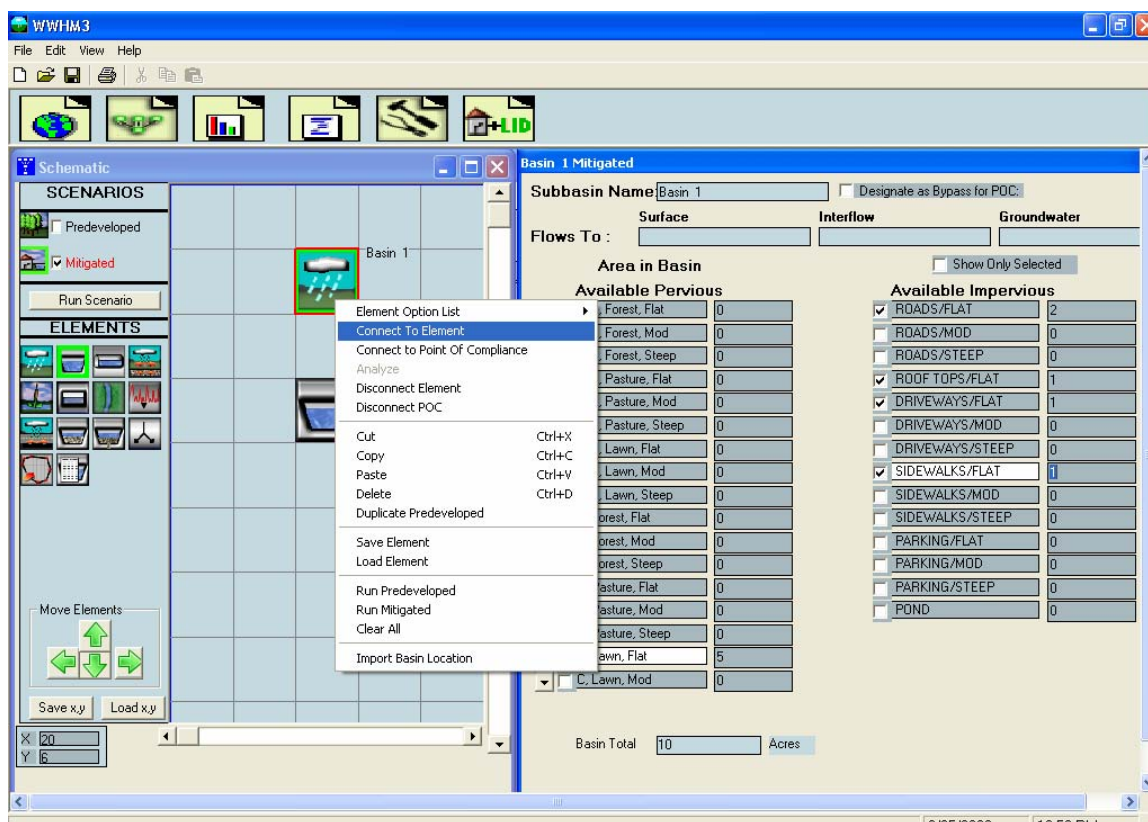 WWHM3
File Edit View Help
+LID
Schematic
SCENARIOS
Predeveloped
Mitigated
Run Scenario
ELEMENTS
Move Elements
Save x,y Load x,y
X 20
Y 6
Basin 1
Element Option List
Connect To Element
Connect to Point Of Compliance
Analyze
Disconnect Element
Disconnect POC
Cut Ctrl+X
Copy Ctrl+C
Paste Ctrl+V
Delete Ctrl+D
Duplicate Predeveloped
Save Element
Load Element
Run Predeveloped
Run Mitigated
Clear All
Import Basin Location
Basin 1 Mitigated
Subbasin Name: Basin 1 Designate as Bypass for POC:
Surface Interflow Groundwater
Flows To :
Area in Basin Show Only Selected
Available Pervious Available Impervious
, Forest, Flat 0 ROADS/FLAT 2
, Forest, Mod 0 ROADS/MOD 0
, Forest, Steep 0 ROADS/STEEP 0
, Pasture, Flat 0 ROOF TOPS/FLAT 1
, Pasture, Mod 0 DRIVEWAYS/FLAT 1
, Pasture, Steep 0 DRIVEWAYS/MOD 0
, Lawn, Flat 0 DRIVEWAYS/STEEP 0
, Lawn, Mod 0 SIDEWALKS/FLAT 1
, Lawn, Steep 0 SIDEWALKS/MOD 0
orest, Flat 0 SIDEWALKS/STEEP 0
orest, Mod 0 PARKING/FLAT 0
orest, Steep 0 PARKING/MOD 0
asture, Flat 0 PARKING/STEEP 0
asture, Mod 0 POND 0
asture, Steep 0
awn, Flat 5
C, Lawn, Mod 0
Basin Total 10 Acres